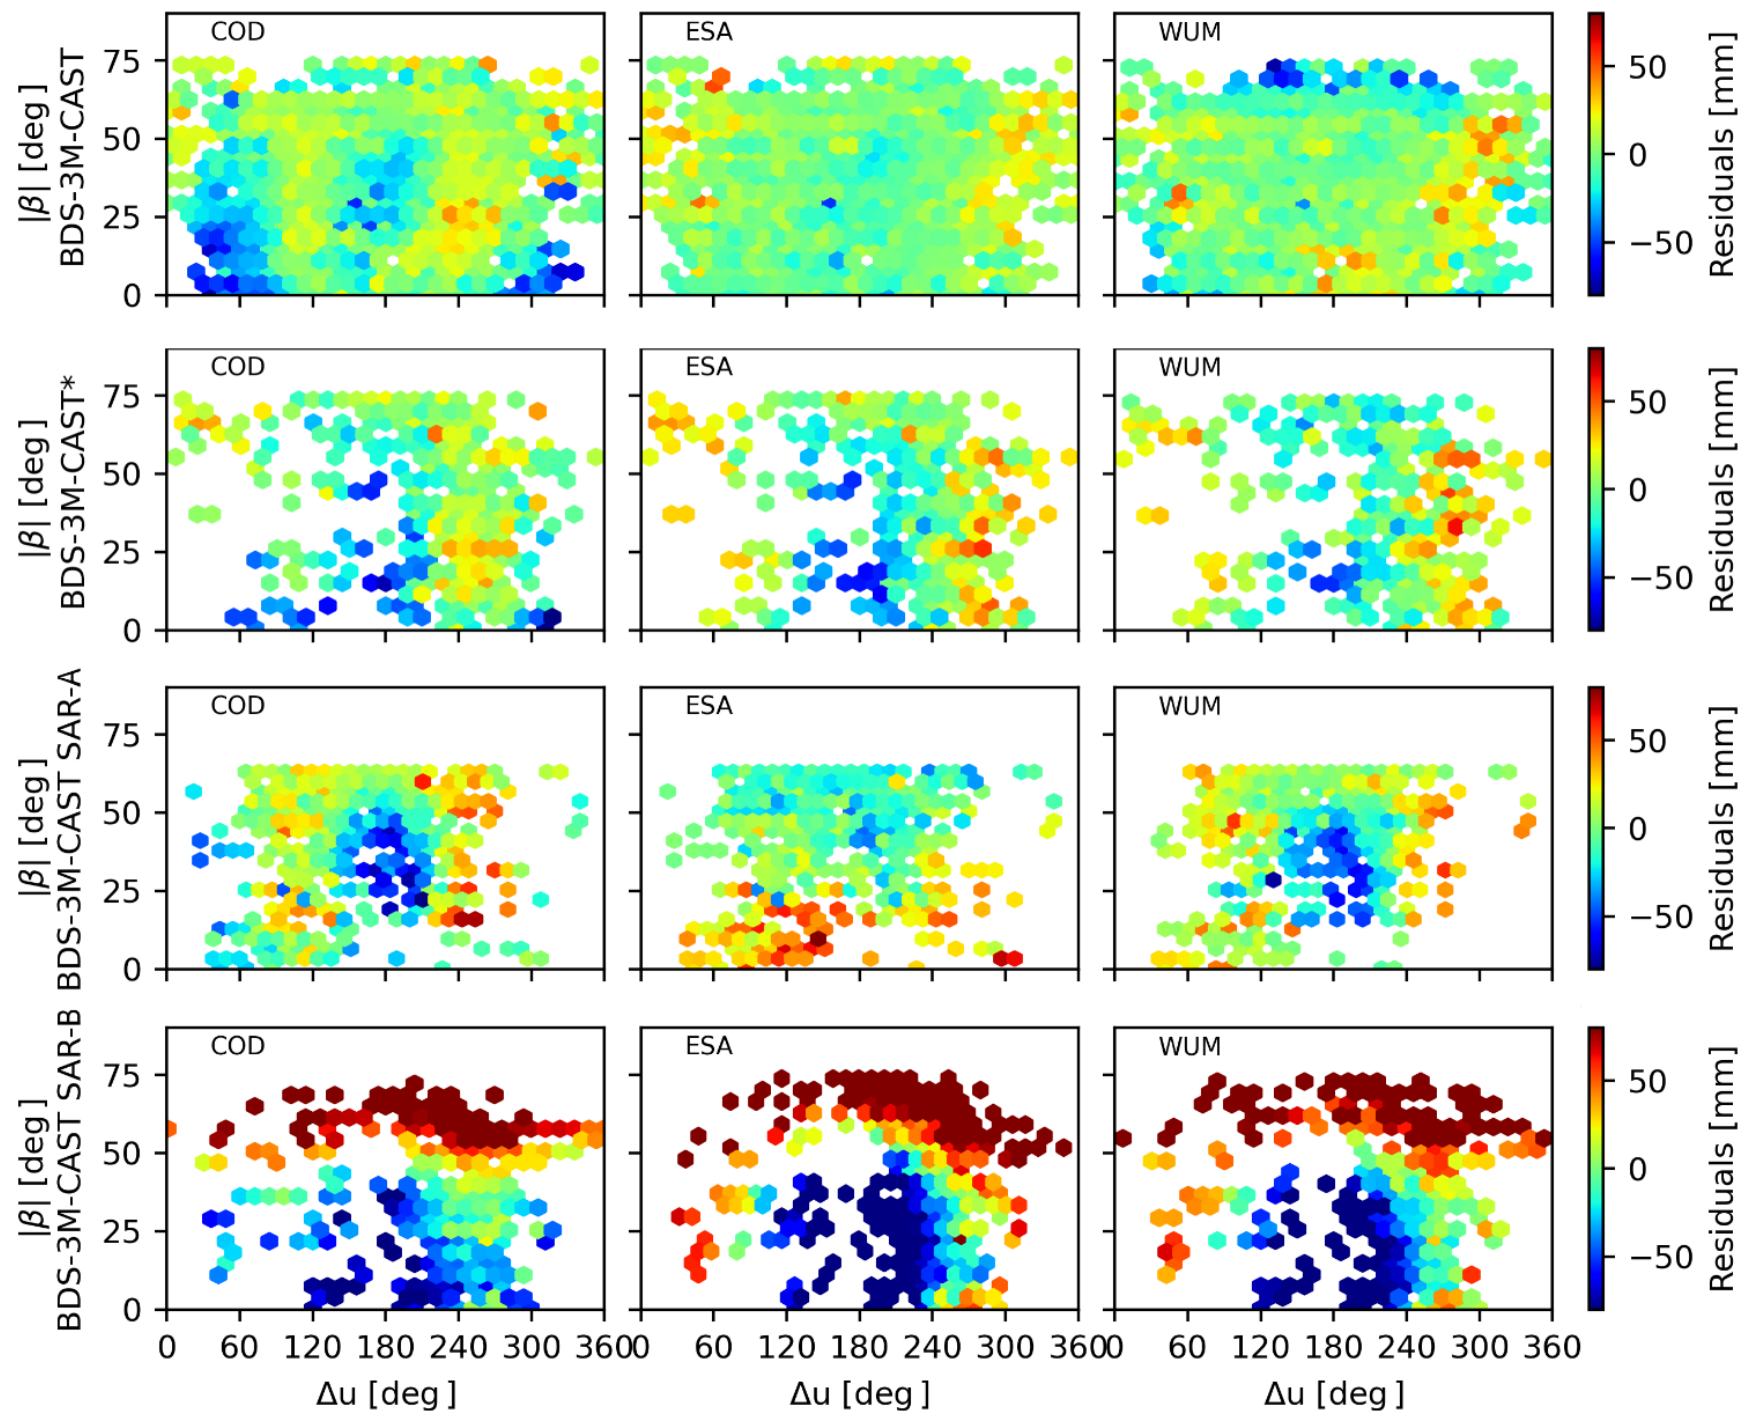 COD ESA WUM
|β| [deg]
BDS-3M-CAST
75
50
25
0
50
0
−50
Residuals [mm]
COD ESA WUM
|β| [deg]
BDS-3M-CAST*
75
50
25
0
50
0
−50
Residuals [mm]
COD ESA WUM
|β| [deg]
BDS-3M-CAST SAR-A
75
50
25
0
50
0
−50
Residuals [mm]
COD ESA WUM
|β| [deg]
BDS-3M-CAST SAR-B
75
50
25
0
50
0
−50
Residuals [mm]
0 60 120 180 240 300 360 0 60 120 180 240 300 360 0 60 120 180 240 300 360
Δu [deg] Δu [deg] Δu [deg]